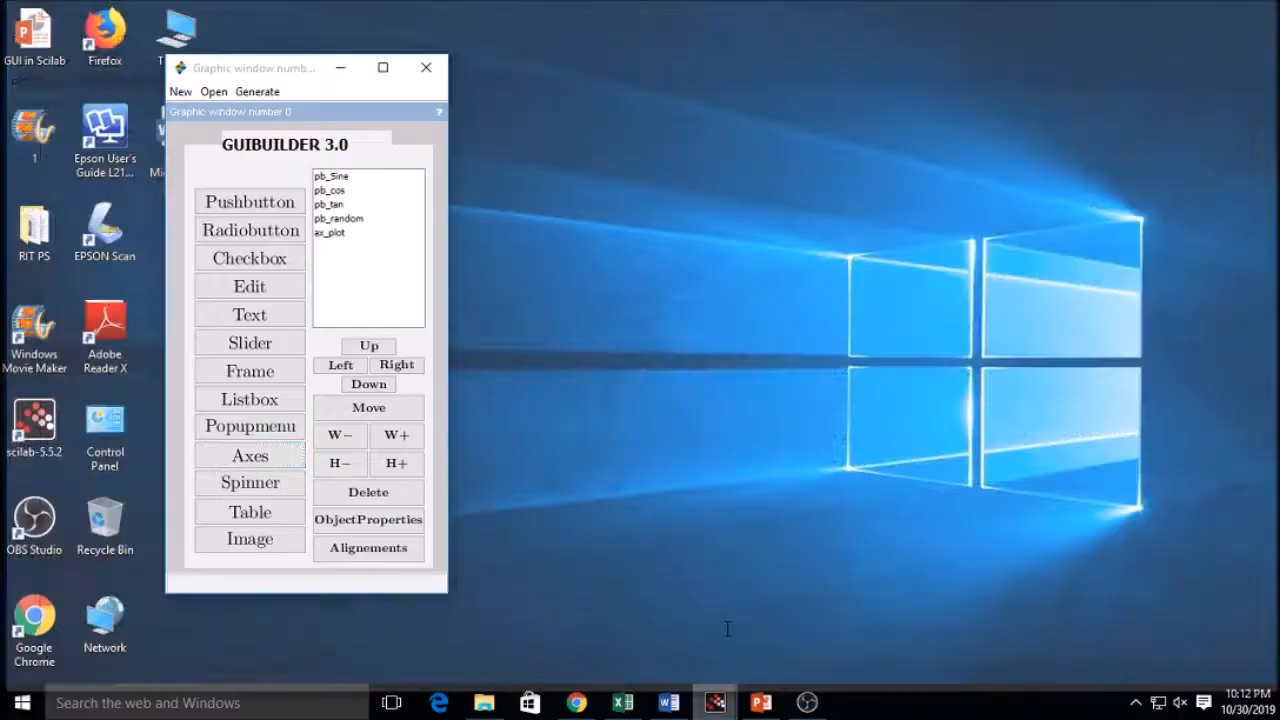 GUI in Scilab
Firefox
T
Graphic window numb...
New Open Generate
Graphic window number 0 ?
GUIBUILDER 3.0
pb_Sine
pb_cos
pb_tan
pb_random
ax_plot
Pushbutton
Radiobutton
Checkbox
Edit
Text
Slider
Frame
Listbox
Popupmenu
Axes
Spinner
Table
Image
Up
Left Right
Down
Move
W− W+
H− H+
Delete
ObjectProperties
Alignements
1
Epson User's
Guide L21...
Mi
RIT PS
EPSON Scan
Windows
Movie Maker
Adobe
Reader X
scilab-5.5.2
Control
Panel
OBS Studio
Recycle Bin
Google
Chrome
Network
Search the web and Windows
10:12 PM
10/30/2019